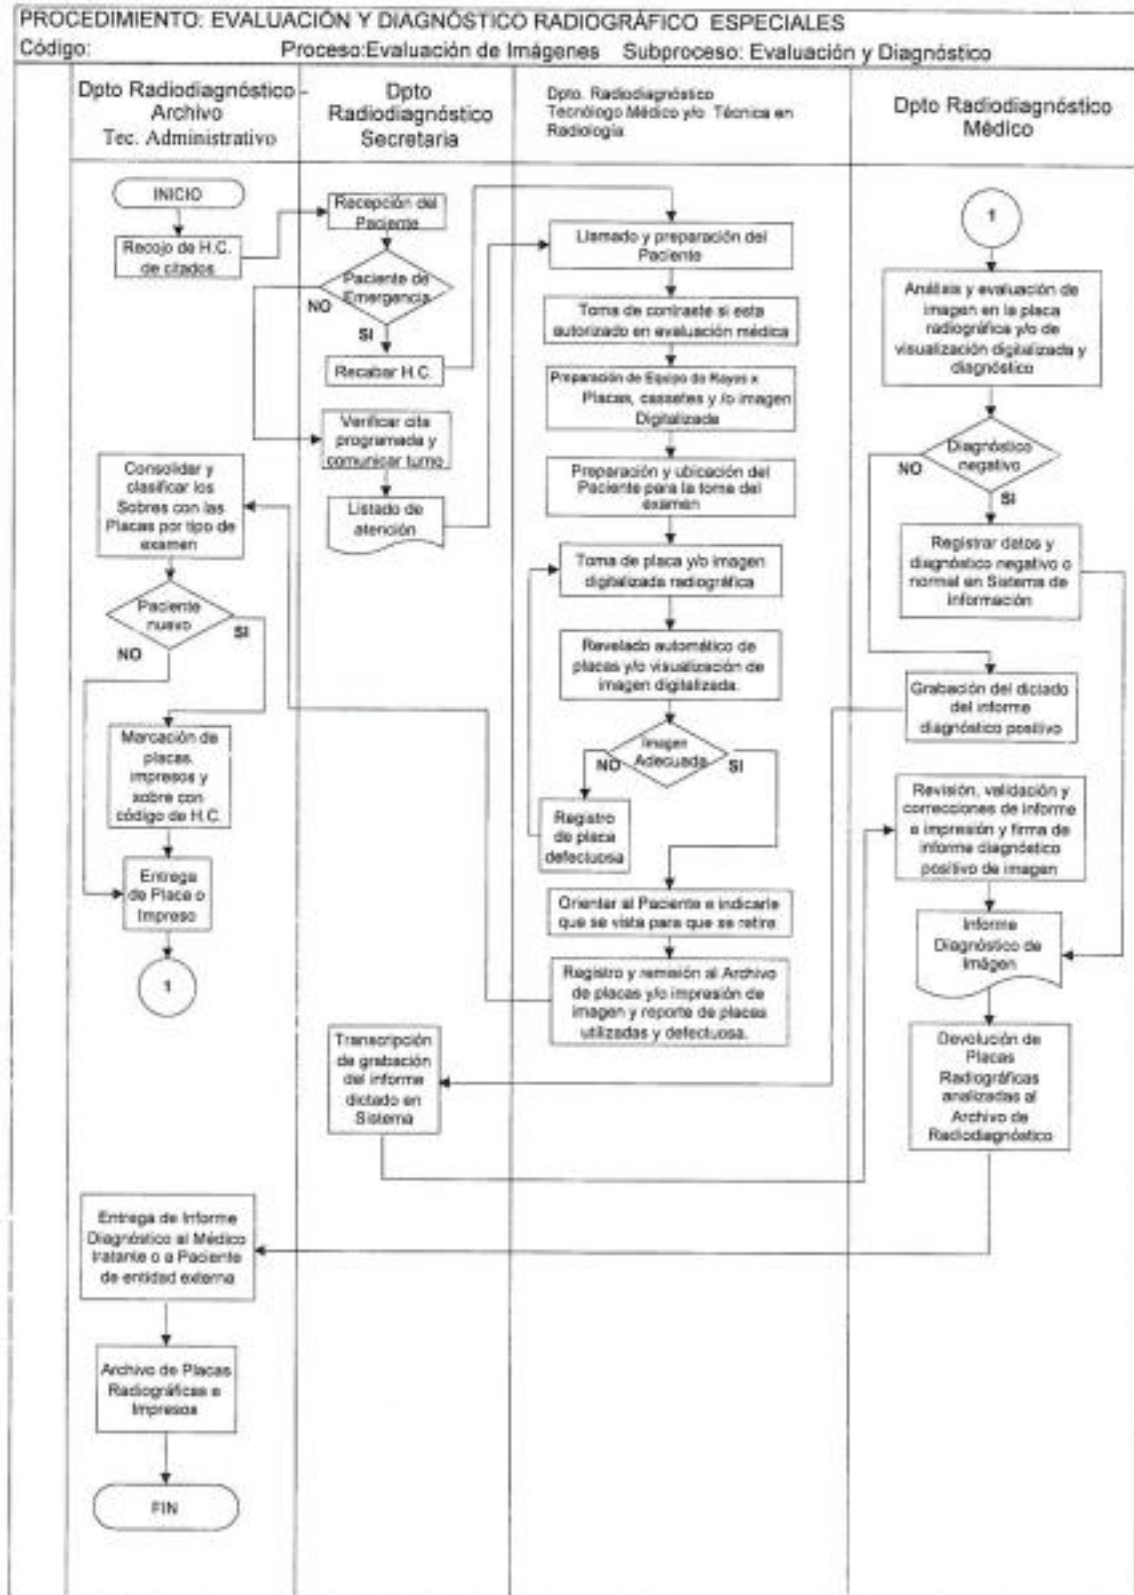 PROCEDIMIENTO: EVALUACIÓN Y DIAGNÓSTICO RADIOGRÁFICO ESPECIALES
Código: Proceso:Evaluación de Imágenes Subproceso: Evaluación y Diagnóstico
Dpto Radiodiagnóstico -
Archivo
Tec. Administrativo
Dpto
Radiodiagnóstico
Secretaria
Dpto. Radiodiagnóstico
Tecnólogo Médico y/o Técnica en
Radiología
Dpto Radiodiagnóstico
Médico
INICIO
Recojo de H.C.
de citados
Consolidar y
clasificar los
Sobres con las
Placas por tipo de
examen
Paciente
nuevo
SI
NO
Marcación de
placas,
impresos y
sobre con
código de H.C.
Entrega
de Placa o
Impreso
1
Entrega de Informe
Diagnóstico al Médico
tratante o a Paciente
de entidad externa
Archivo de Placas
Radiográficas e
Impresos
FIN
Recepción del
Paciente
Paciente de
Emergencia
NO
SI
Recabar H.C.
Verificar cita
programada y
comunicar turno
Listado de
atención
Transcripción
de grabación
del informe
dictado en
Sistema
Llamado y preparación del
Paciente
Toma de contraste si esta
autorizado en evaluación médica
Preparación de Equipo de Rayos x
Placas, cassetes y /o imagen
Digitalizada
Preparación y ubicación del
Paciente para la toma del
examen
Toma de placa y/o imagen
digitalizada radiográfica
Revelado automático de
placas y/o visualización de
imagen digitalizada.
Imagen
Adecuada
NO
SI
Registro
de placa
defectuosa
Orientar al Paciente e indicarle
que se vista para que se retire
Registro y remisión al Archivo
de placas y/o impresión de
imagen y reporte de placas
utilizadas y defectuosa.
1
Análisis y evaluación de
imagen en la placa
radiográfica y/o de
visualización digitalizada y
diagnóstico
Diagnóstico
negativo
NO
SI
Registrar datos y
diagnóstico negativo o
normal en Sistema de
información
Grabación del dictado
del informe
diagnóstico positivo
Revisión, validación y
correcciones de informe
e impresión y firma de
informe diagnóstico
positivo de imagen
Informe
Diagnóstico de
Imágen
Devolución de
Placas
Radiográficas
analizadas al
Archivo de
Radiodiagnóstico